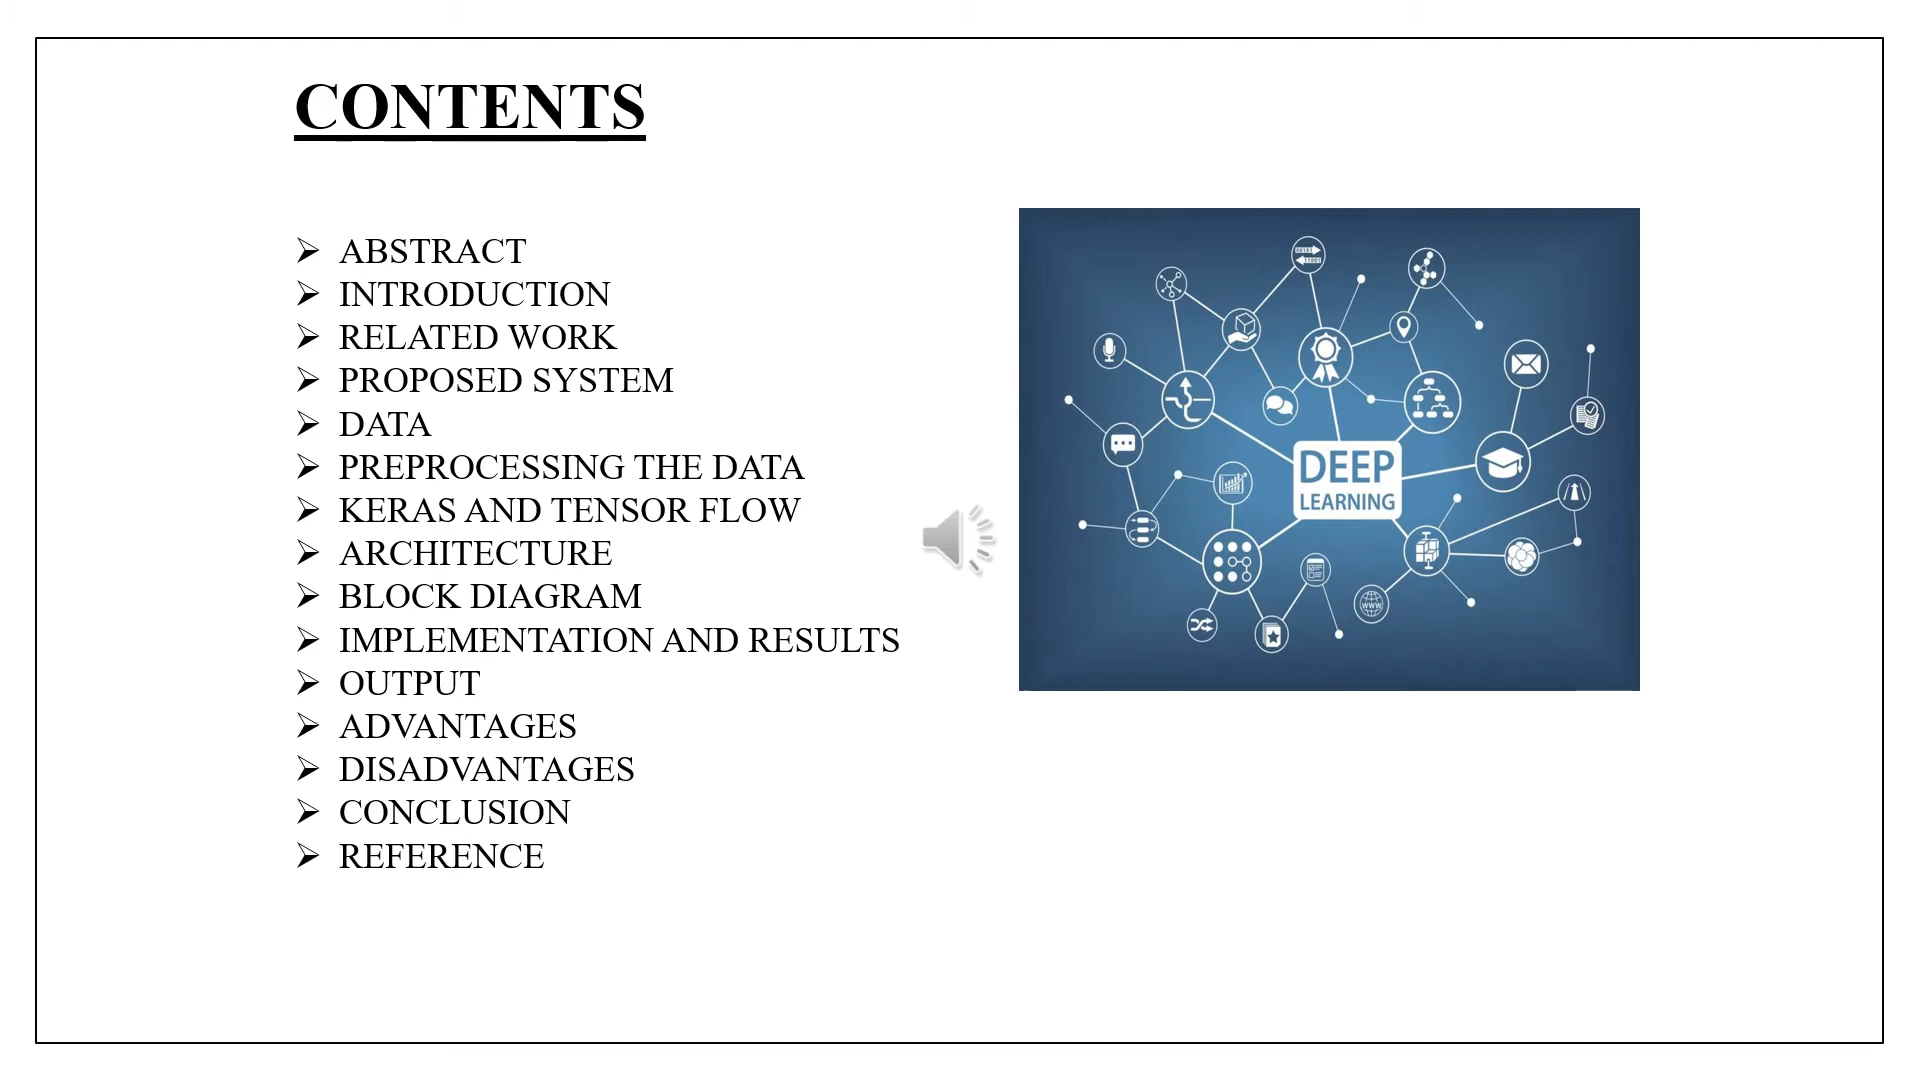 CONTENTS
ABSTRACT
INTRODUCTION
RELATED WORK
PROPOSED SYSTEM
DATA
PREPROCESSING THE DATA
KERAS AND TENSOR FLOW
ARCHITECTURE
BLOCK DIAGRAM
IMPLEMENTATION AND RESULTS
OUTPUT
ADVANTAGES
DISADVANTAGES
CONCLUSION
REFERENCE
DEEP
LEARNING
WWW